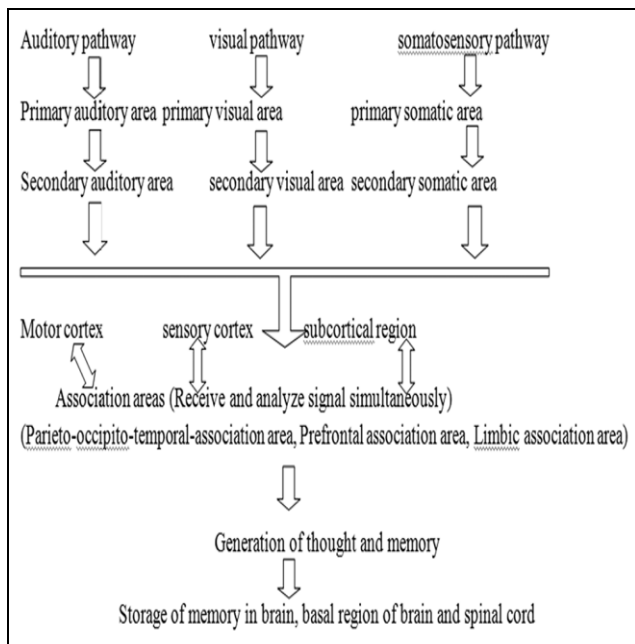 Auditory pathway visual pathway somatosensory pathway
Primary auditory area primary visual area primary somatic area
Secondary auditory area secondary visual area secondary somatic area
Motor cortex sensory cortex subcortical region
Association areas (Receive and analyze signal simultaneously)
(Parieto-occipito-temporal-association area, Prefrontal association area, Limbic association area)
Generation of thought and memory
Storage of memory in brain, basal region of brain and spinal cord